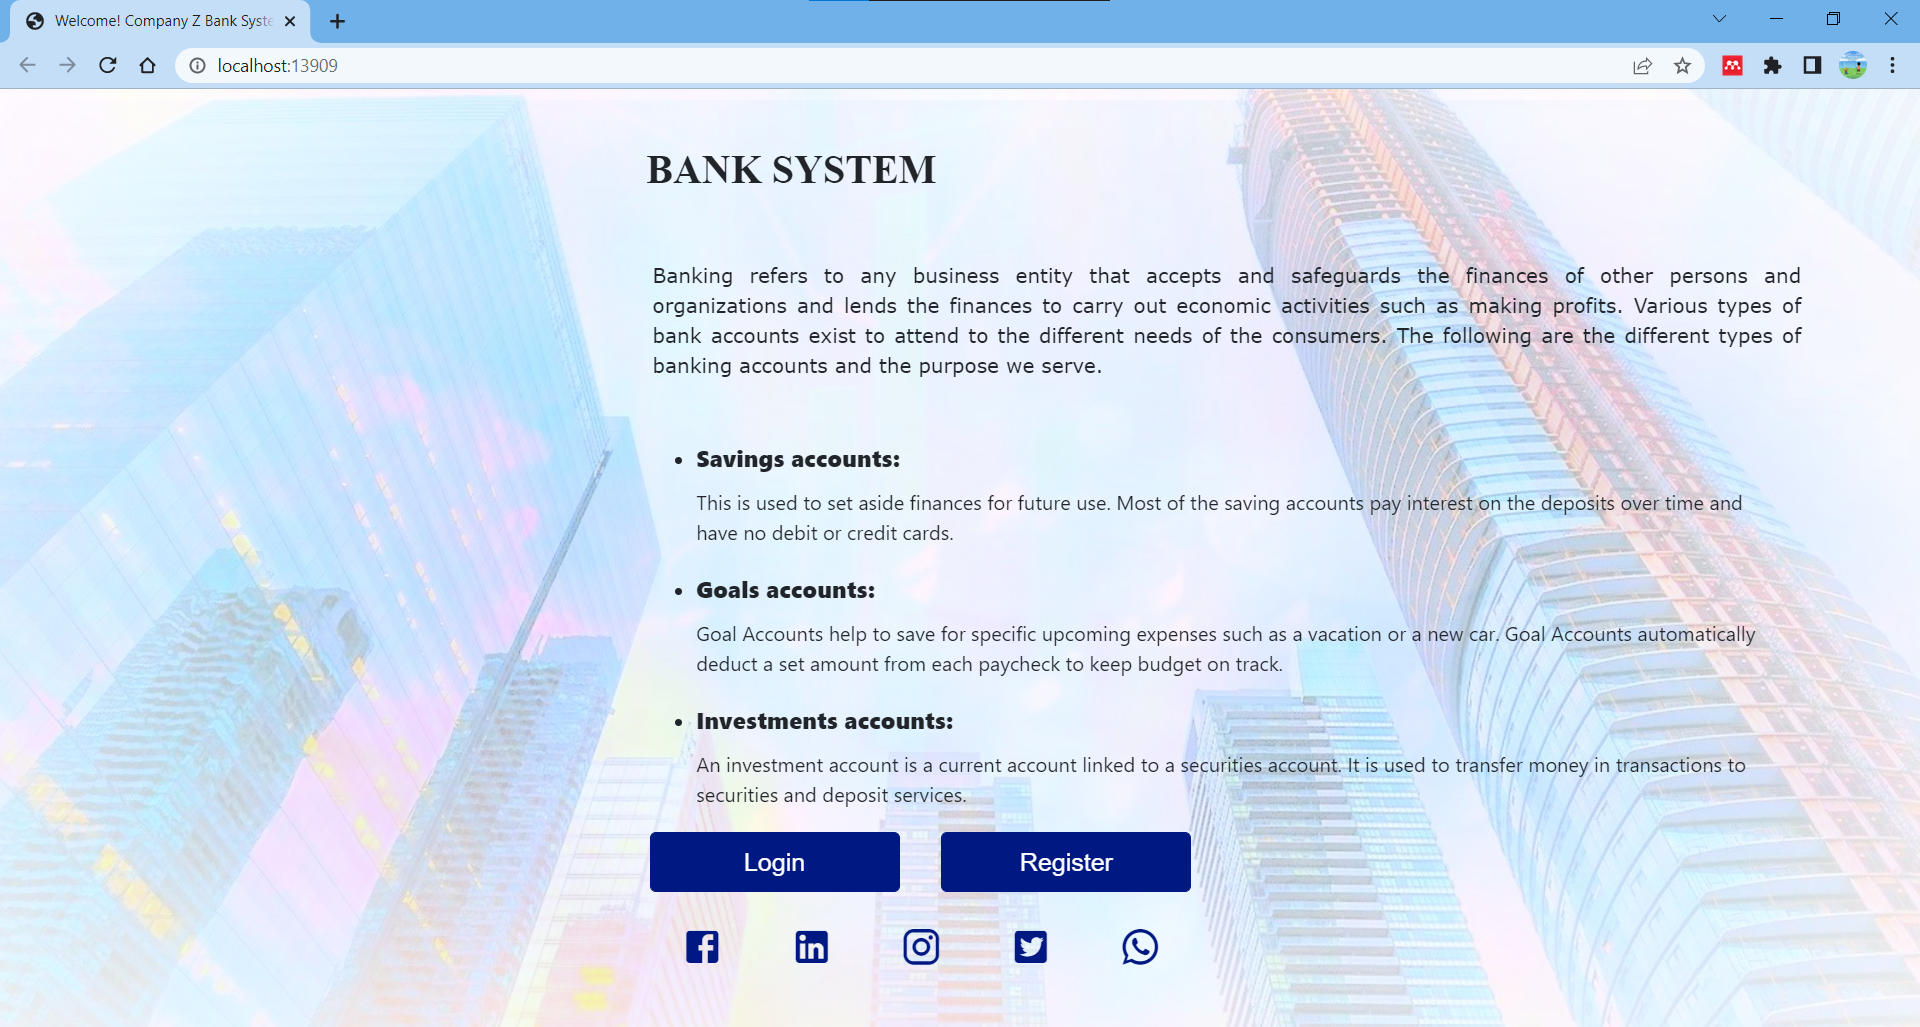 Welcome! Company Z Bank Syste
localhost:13909
BANK SYSTEM
Banking refers to any business entity that accepts and safeguards the finances of other persons and
organizations and lends the finances to carry out economic activities such as making profits. Various types of
bank accounts exist to attend to the different needs of the consumers. The following are the different types of
banking accounts and the purpose we serve.
• Savings accounts:
This is used to set aside finances for future use. Most of the saving accounts pay interest on the deposits over time and
have no debit or credit cards.
• Goals accounts:
Goal Accounts help to save for specific upcoming expenses such as a vacation or a new car. Goal Accounts automatically
deduct a set amount from each paycheck to keep budget on track.
• Investments accounts:
An investment account is a current account linked to a securities account. It is used to transfer money in transactions to
securities and deposit services.
Login Register